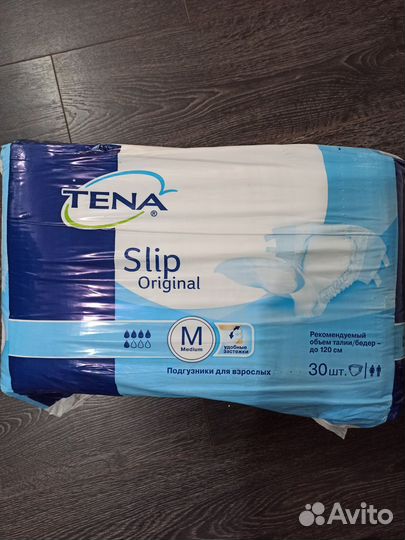 TENA
®
Slip
Original
M
Medium
удобные
застежки
Рекомендуемый
объем талии/бедер –
до 120 см
Подгузники для взрослых
30 шт.
Avito